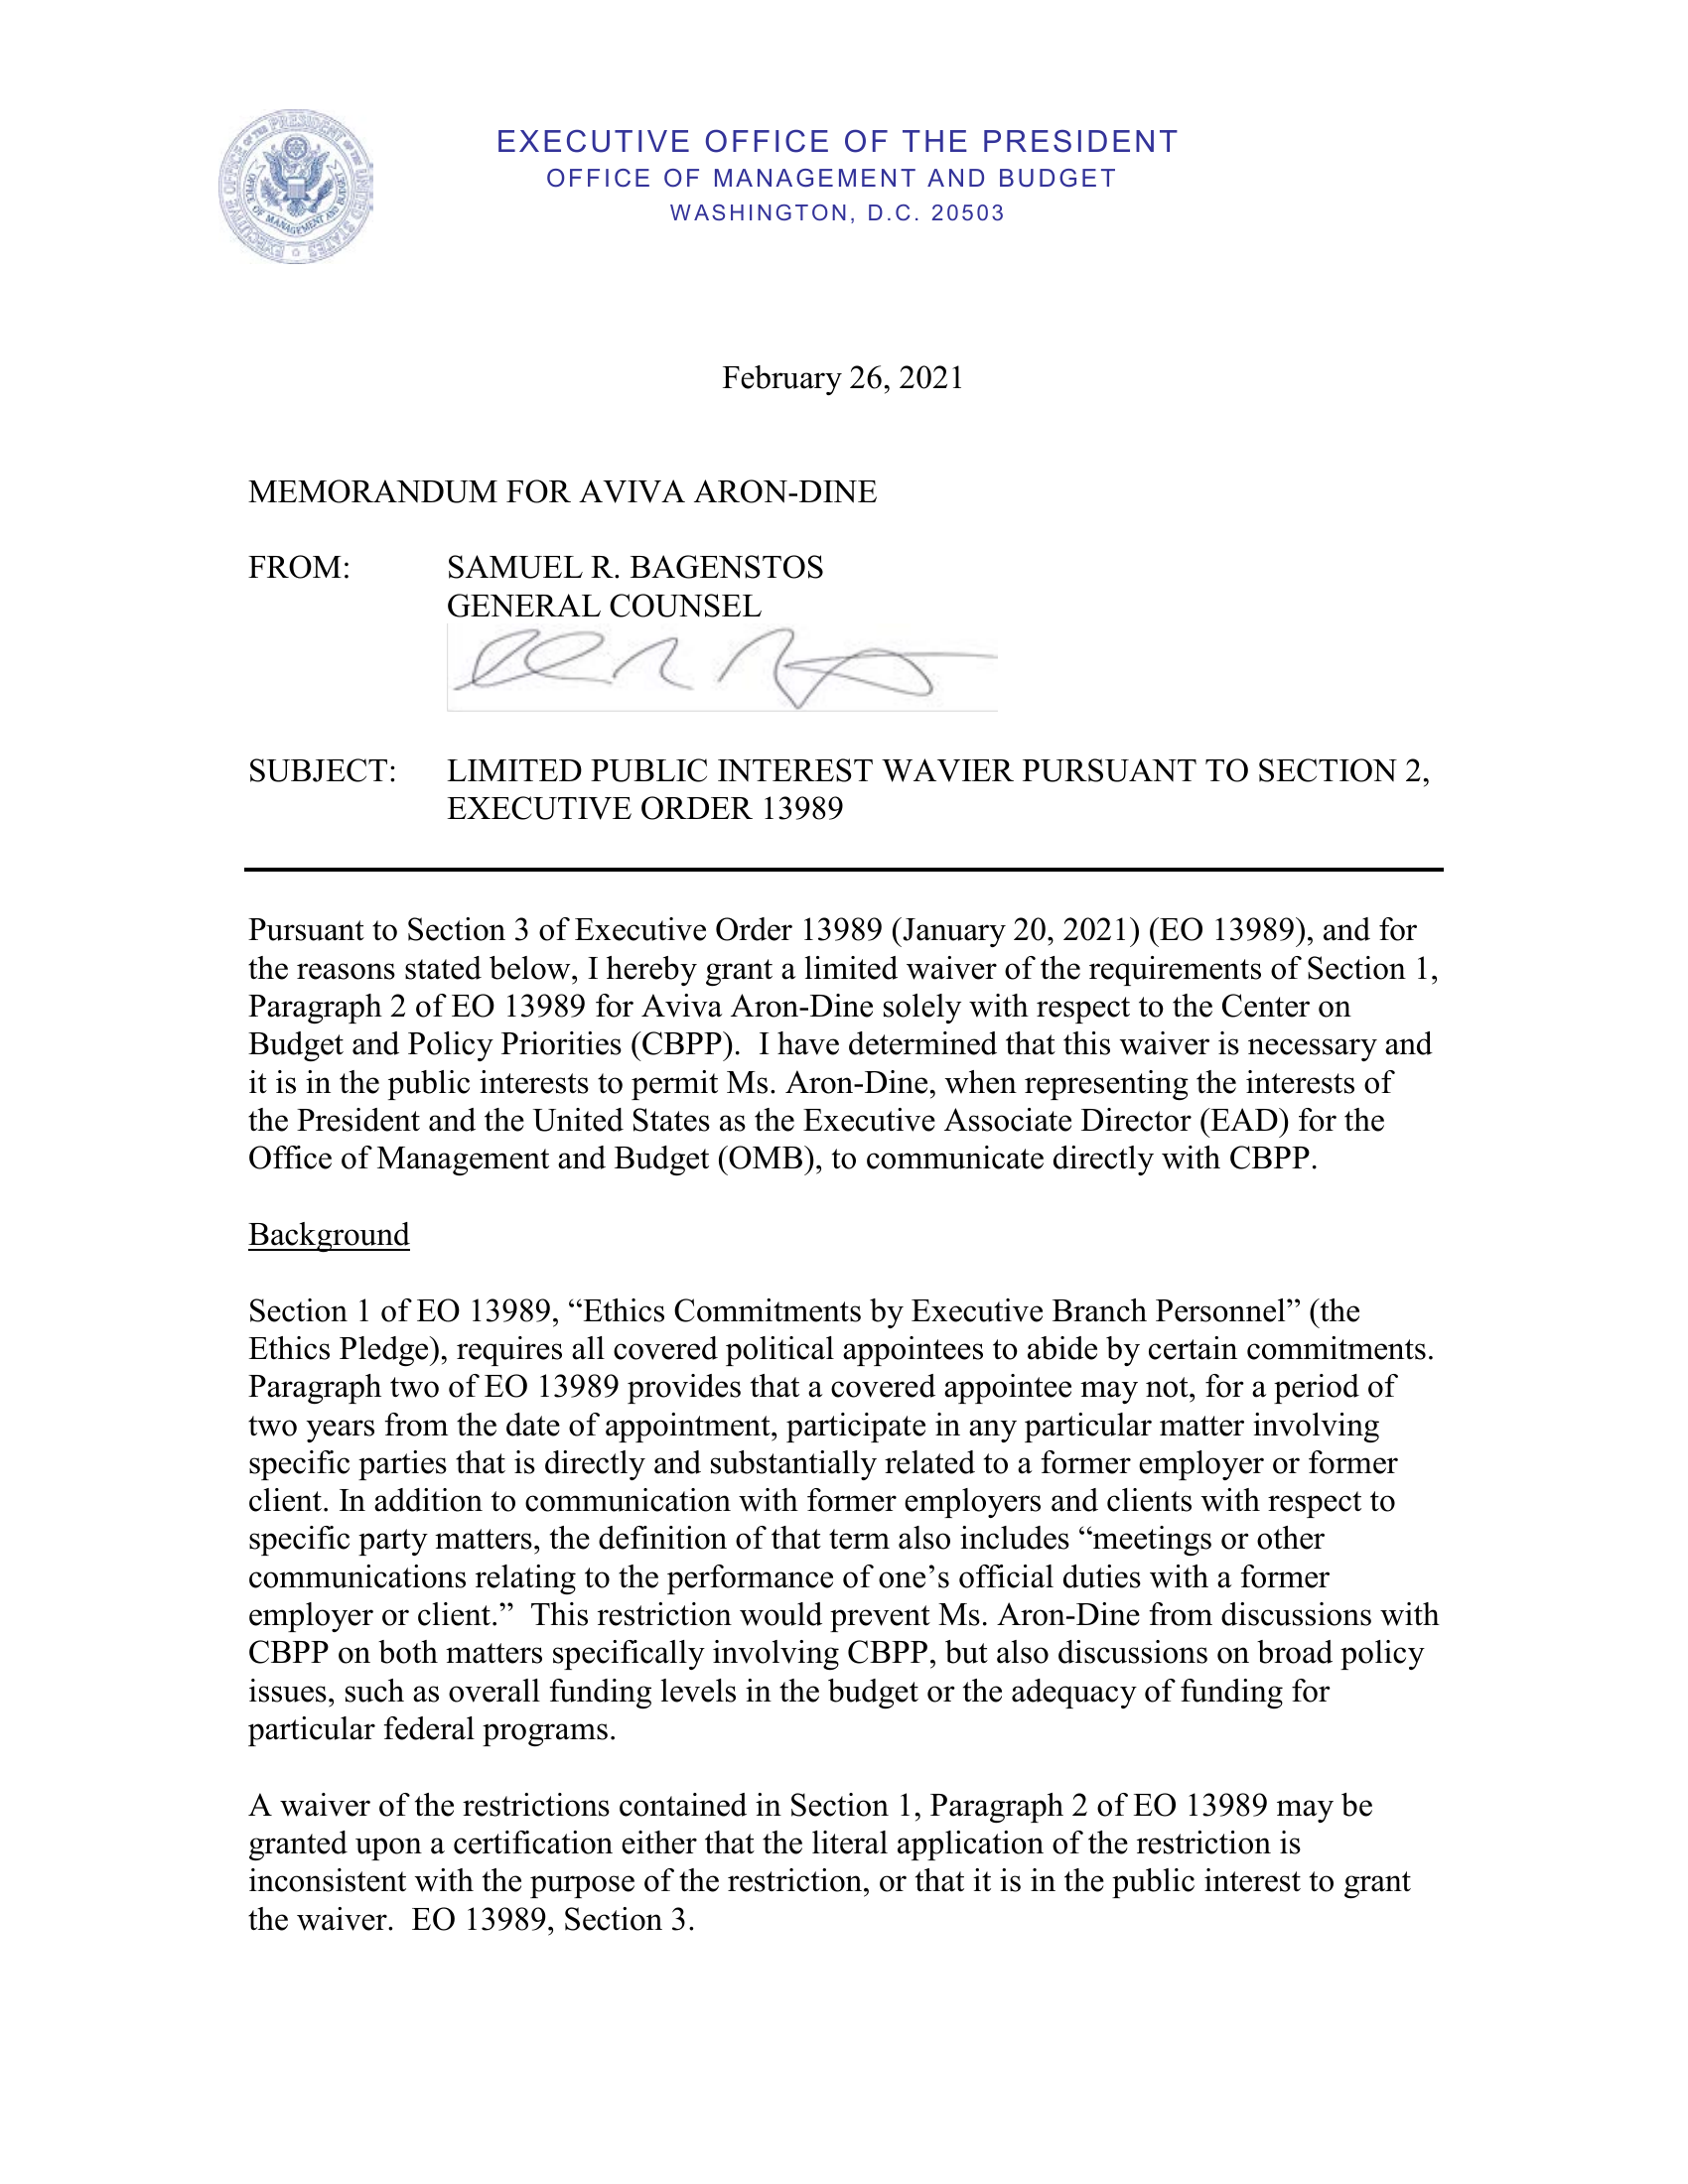 EXECUTIVE OFFICE OF THE PRESIDENT
OFFICE OF MANAGEMENT AND BUDGET
WASHINGTON, D.C. 20503
EXECUTIVE OFFICE OF THE PRESIDENT OF THE UNITED STATES
OFFICE OF MANAGEMENT AND BUDGET
February 26, 2021
MEMORANDUM FOR AVIVA ARON-DINE
FROM: SAMUEL R. BAGENSTOS
GENERAL COUNSEL
SUBJECT: LIMITED PUBLIC INTEREST WAVIER PURSUANT TO SECTION 2,
EXECUTIVE ORDER 13989
Pursuant to Section 3 of Executive Order 13989 (January 20, 2021) (EO 13989), and for
the reasons stated below, I hereby grant a limited waiver of the requirements of Section 1,
Paragraph 2 of EO 13989 for Aviva Aron-Dine solely with respect to the Center on
Budget and Policy Priorities (CBPP).  I have determined that this waiver is necessary and
it is in the public interests to permit Ms. Aron-Dine, when representing the interests of
the President and the United States as the Executive Associate Director (EAD) for the
Office of Management and Budget (OMB), to communicate directly with CBPP.
Background
Section 1 of EO 13989, “Ethics Commitments by Executive Branch Personnel” (the
Ethics Pledge), requires all covered political appointees to abide by certain commitments.
Paragraph two of EO 13989 provides that a covered appointee may not, for a period of
two years from the date of appointment, participate in any particular matter involving
specific parties that is directly and substantially related to a former employer or former
client. In addition to communication with former employers and clients with respect to
specific party matters, the definition of that term also includes “meetings or other
communications relating to the performance of one’s official duties with a former
employer or client.”  This restriction would prevent Ms. Aron-Dine from discussions with
CBPP on both matters specifically involving CBPP, but also discussions on broad policy
issues, such as overall funding levels in the budget or the adequacy of funding for
particular federal programs.
A waiver of the restrictions contained in Section 1, Paragraph 2 of EO 13989 may be
granted upon a certification either that the literal application of the restriction is
inconsistent with the purpose of the restriction, or that it is in the public interest to grant
the waiver.  EO 13989, Section 3.